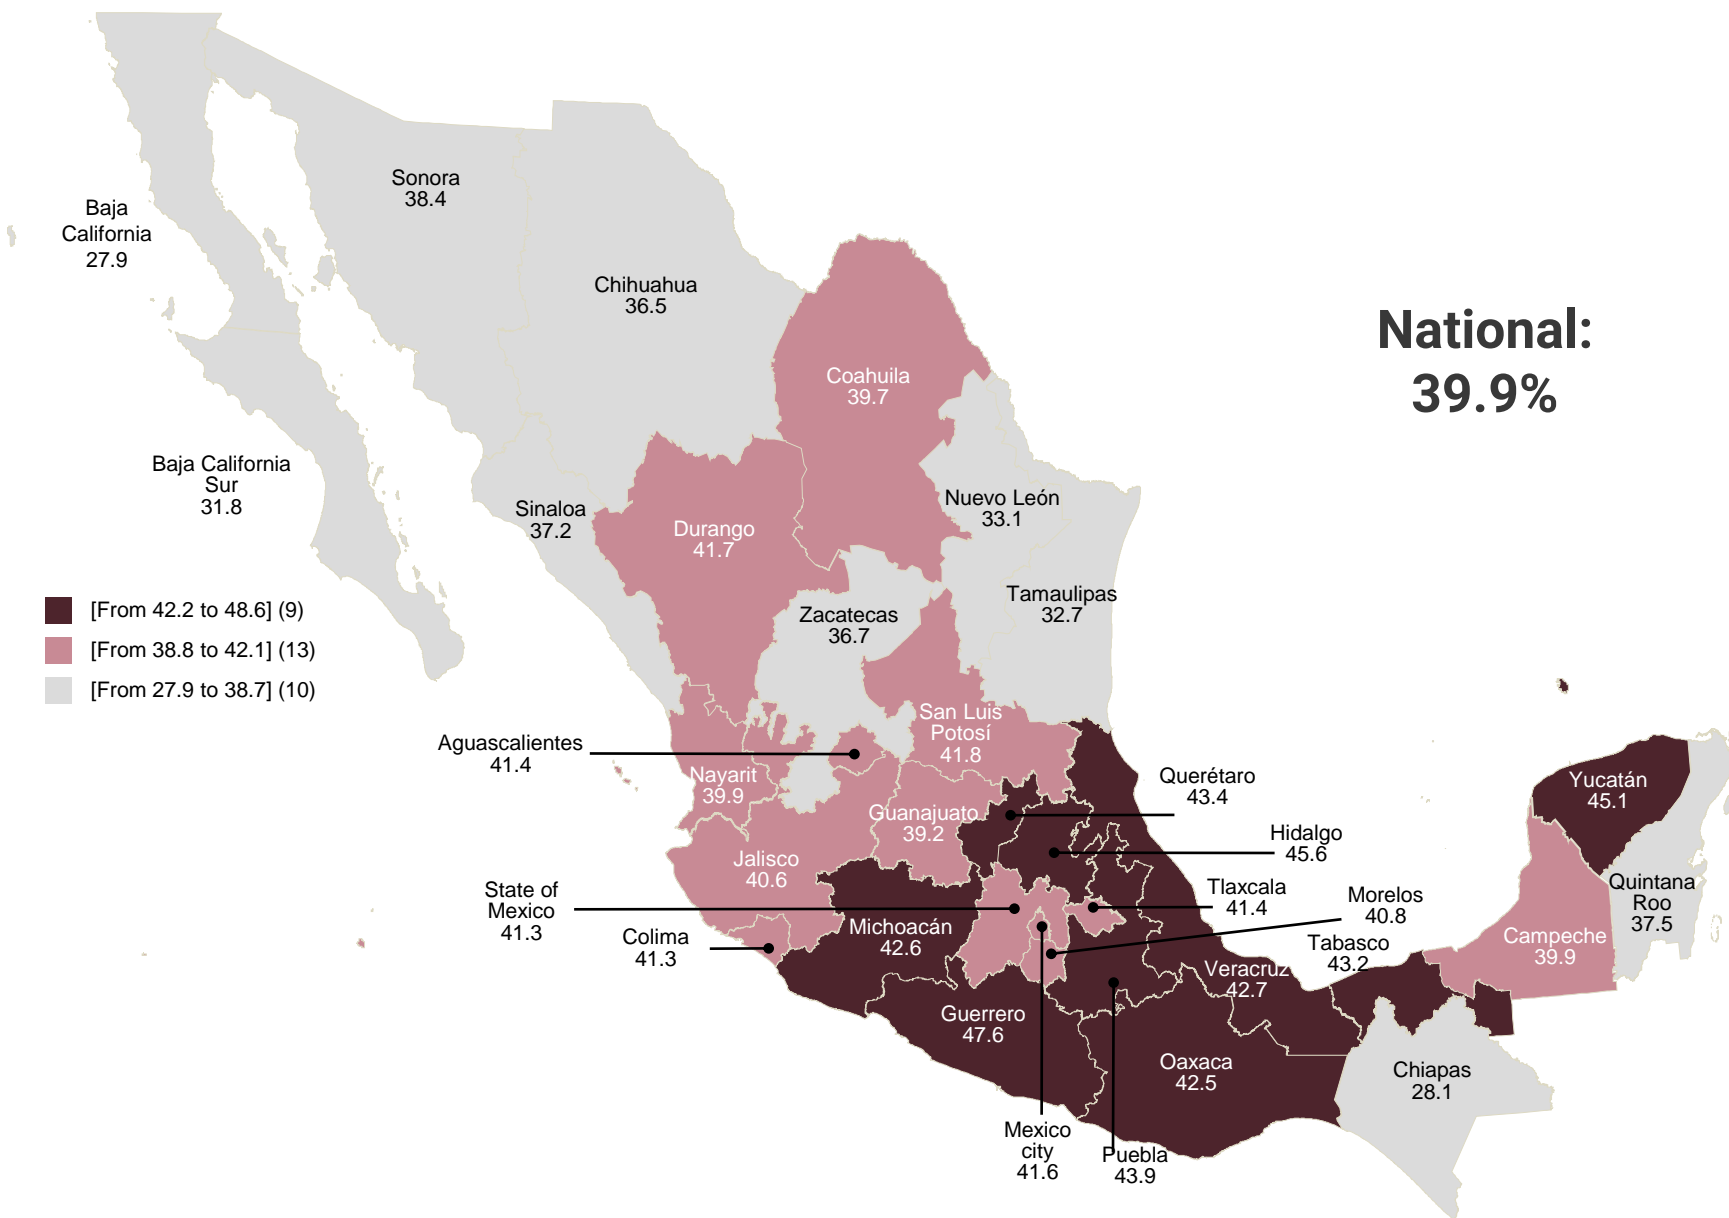 Sonora
38.4
Baja
California
27.9
Chihuahua
36.5
National:
39.9%
Coahuila
39.7
Baja California
Sur
31.8
Sinaloa
37.2
Durango
41.7
Nuevo León
33.1
Tamaulipas
32.7
Zacatecas
36.7
[From 42.2 to 48.6] (9)
[From 38.8 to 42.1] (13)
[From 27.9 to 38.7] (10)
San Luis
Potosí
41.8
Aguascalientes
41.4
Nayarit
39.9
Querétaro
43.4
Yucatán
45.1
Guanajuato
39.2
Hidalgo
45.6
Jalisco
40.6
State of
Mexico
41.3
Tlaxcala
41.4
Morelos
40.8
Quintana
Roo
37.5
Colima
41.3
Michoacán
42.6
Tabasco
43.2
Campeche
39.9
Veracruz
42.7
Guerrero
47.6
Oaxaca
42.5
Chiapas
28.1
Mexico
city
41.6
Puebla
43.9